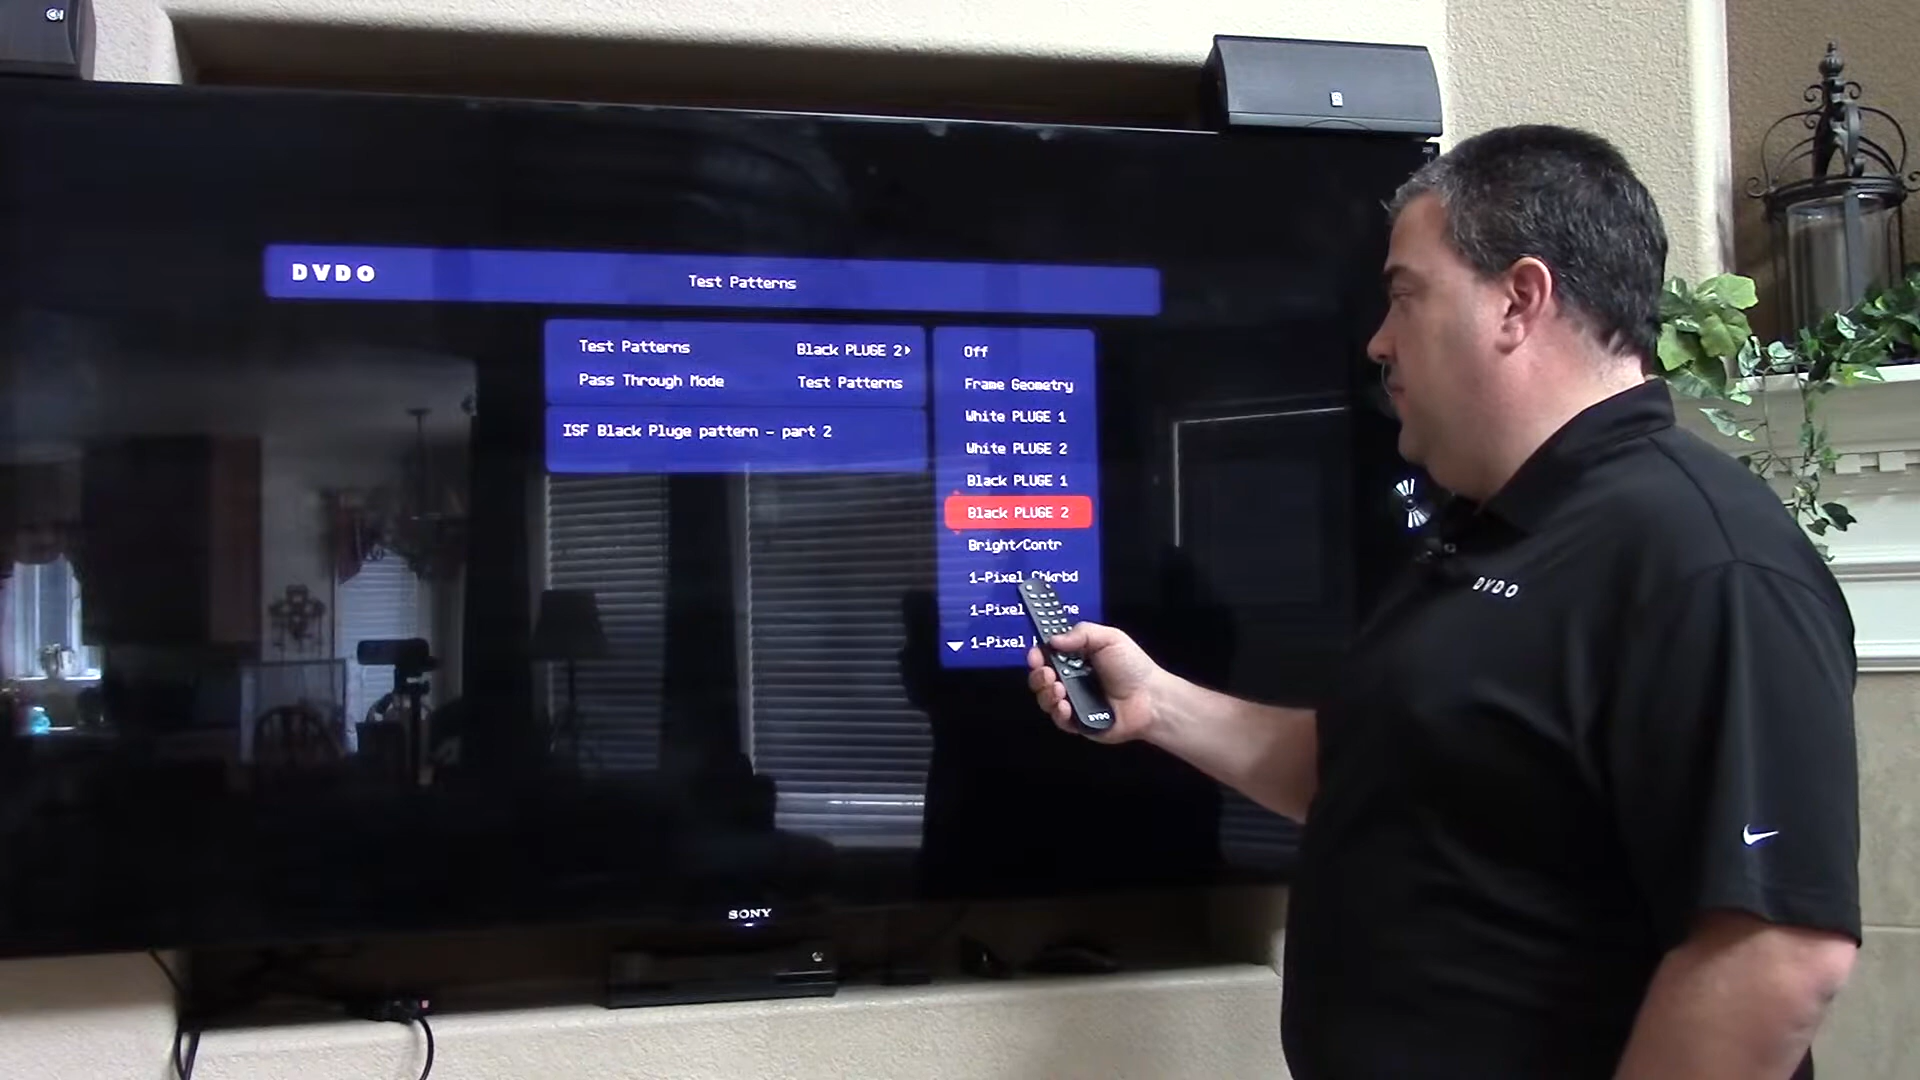 DVDO
Test Patterns
Test Patterns Black PLUGE 2
Pass Through Mode Test Patterns
ISF Black Pluge pattern - part 2
Off
Frame Geometry
White PLUGE 1
White PLUGE 2
Black PLUGE 1
Black PLUGE 2
Bright/Contr
1-Pixel Chkrbd
1-Pixel
1-Pixel
DVDO
DVDO
SONY